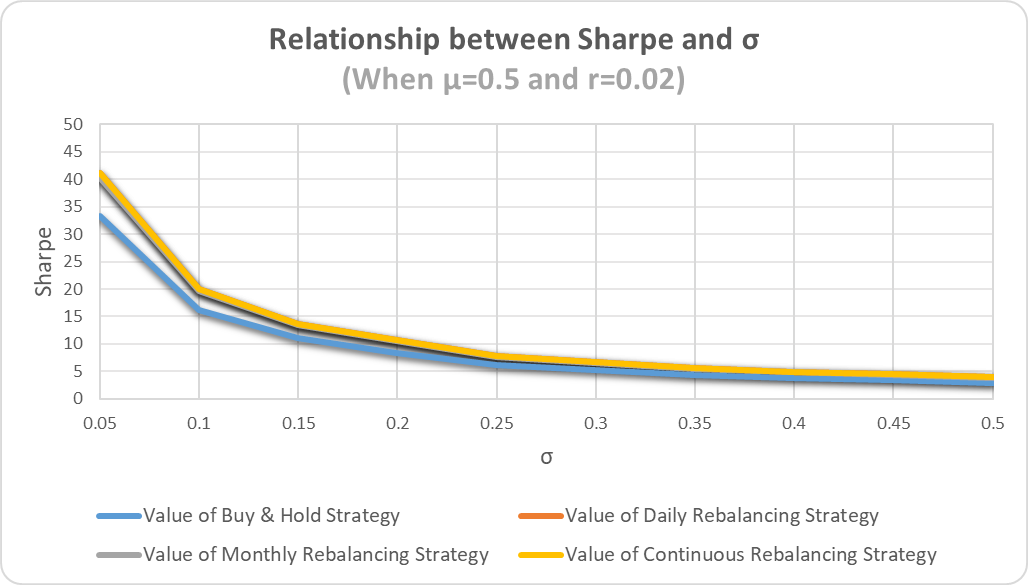 Relationship between Sharpe and σ
(When μ=0.5 and r=0.02)
50
45
40
35
30
25
20
15
10
5
0
Sharpe
0.05 0.1 0.15 0.2 0.25 0.3 0.35 0.4 0.45 0.5
σ
Value of Buy & Hold Strategy Value of Daily Rebalancing Strategy
Value of Monthly Rebalancing Strategy Value of Continuous Rebalancing Strategy